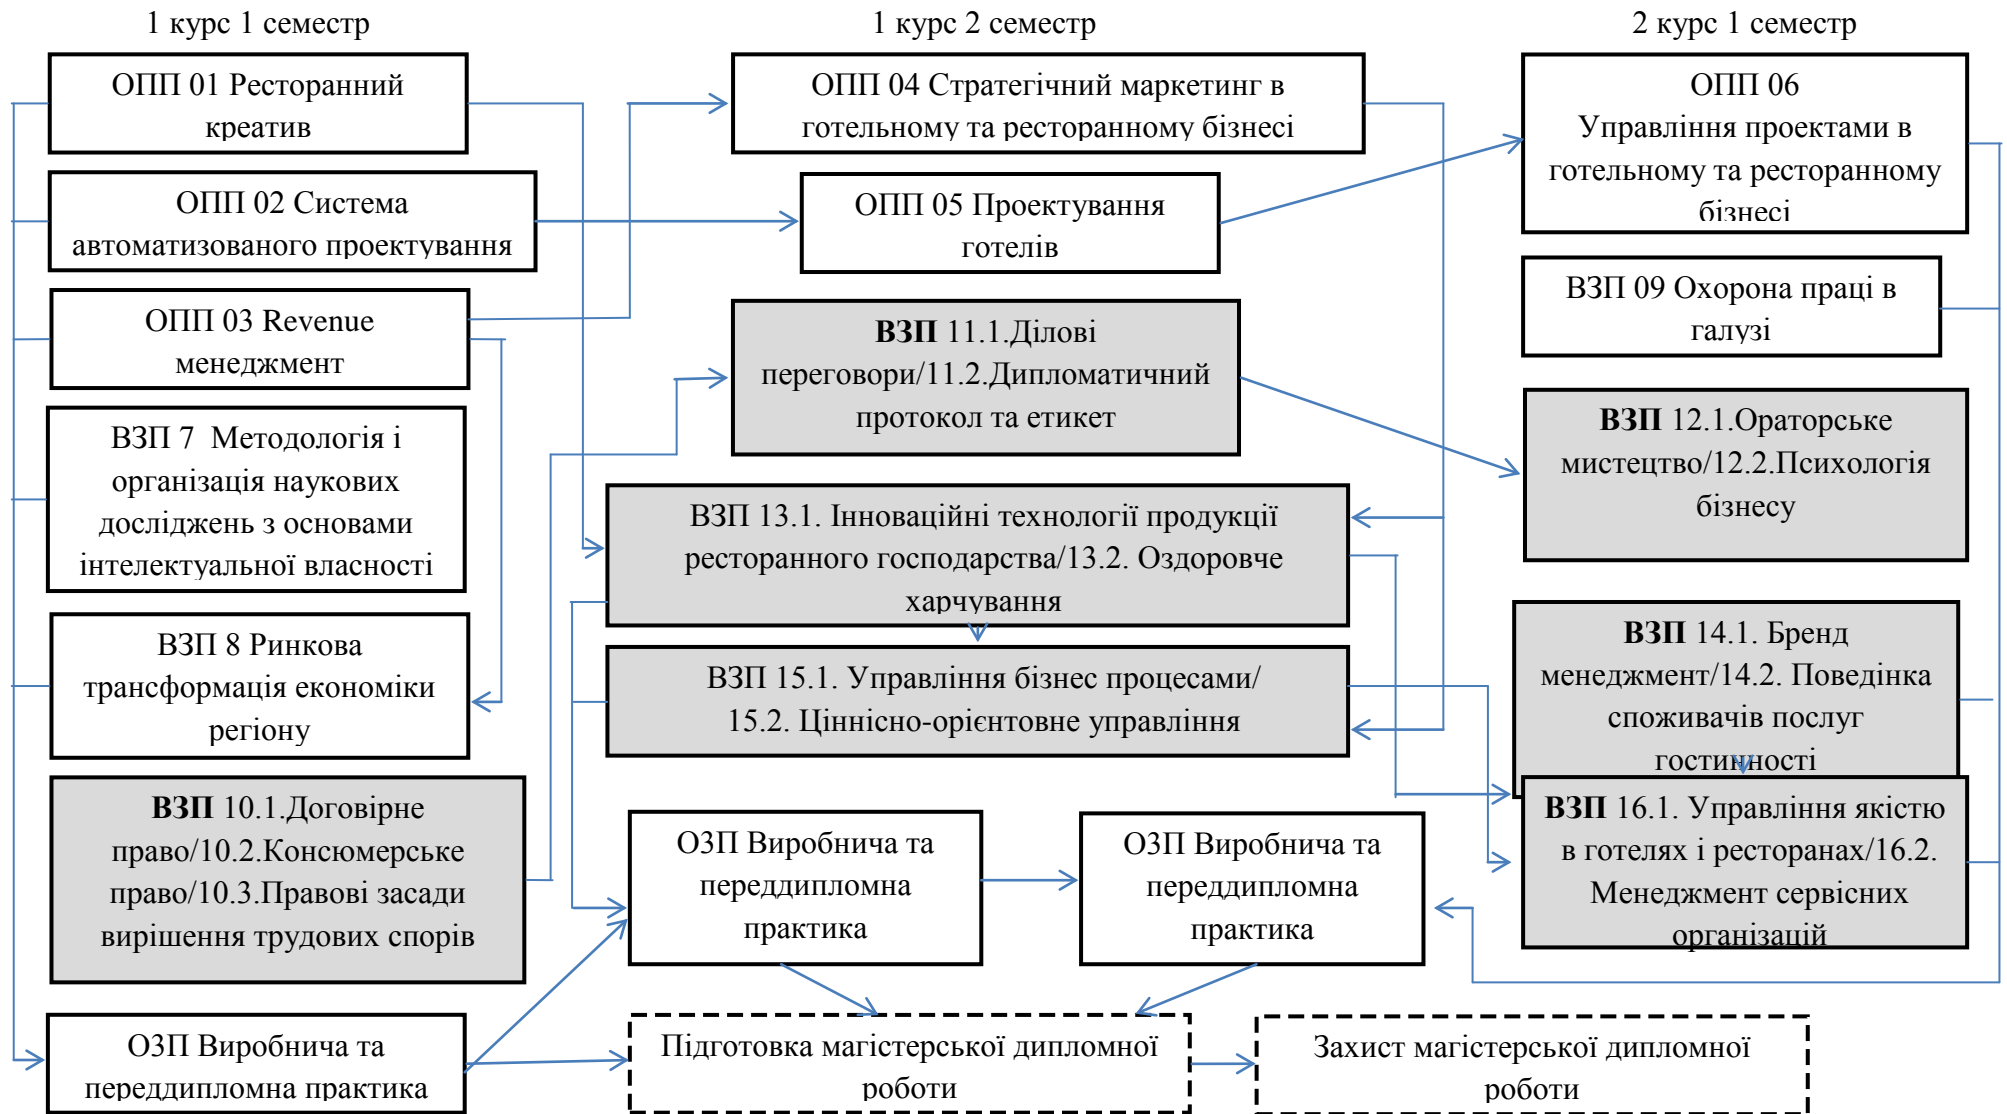 1 курс 1 семестр
1 курс 2 семестр
2 курс 1 семестр
ОПП 01 Ресторанний
креатив
ОПП 02 Система
автоматизованого проектування
ОПП 03 Revenue
менеджмент
ВЗП 7  Методологія і
організація наукових
досліджень з основами
інтелектуальної власності
ВЗП 8 Ринкова
трансформація економіки
регіону
ВЗП 10.1.Договірне
право/10.2.Консюмерське
право/10.3.Правові засади
вирішення трудових спорів
ОЗП Виробнича та
переддипломна практика
ОПП 04 Стратегічний маркетинг в
готельному та ресторанному бізнесі
ОПП 05 Проектування
готелів
ВЗП 11.1.Ділові
переговори/11.2.Дипломатичний
протокол та етикет
ВЗП 13.1. Інноваційні технології продукції
ресторанного господарства/13.2. Оздоровче
харчування
ВЗП 15.1. Управління бізнес процесами/
15.2. Ціннісно-орієнтовне управління
ОЗП Виробнича та
переддипломна
практика
ОЗП Виробнича та
переддипломна
практика
Підготовка магістерської дипломної
роботи
ОПП 06
Управління проектами в
готельному та ресторанному
бізнесі
ВЗП 09 Охорона праці в
галузі
ВЗП 12.1.Ораторське
мистецтво/12.2.Психологія
бізнесу
ВЗП 14.1. Бренд
менеджмент/14.2. Поведінка
споживачів послуг
гостинності
ВЗП 16.1. Управління якістю
в готелях і ресторанах/16.2.
Менеджмент сервісних
організацій
Захист магістерської дипломної
роботи